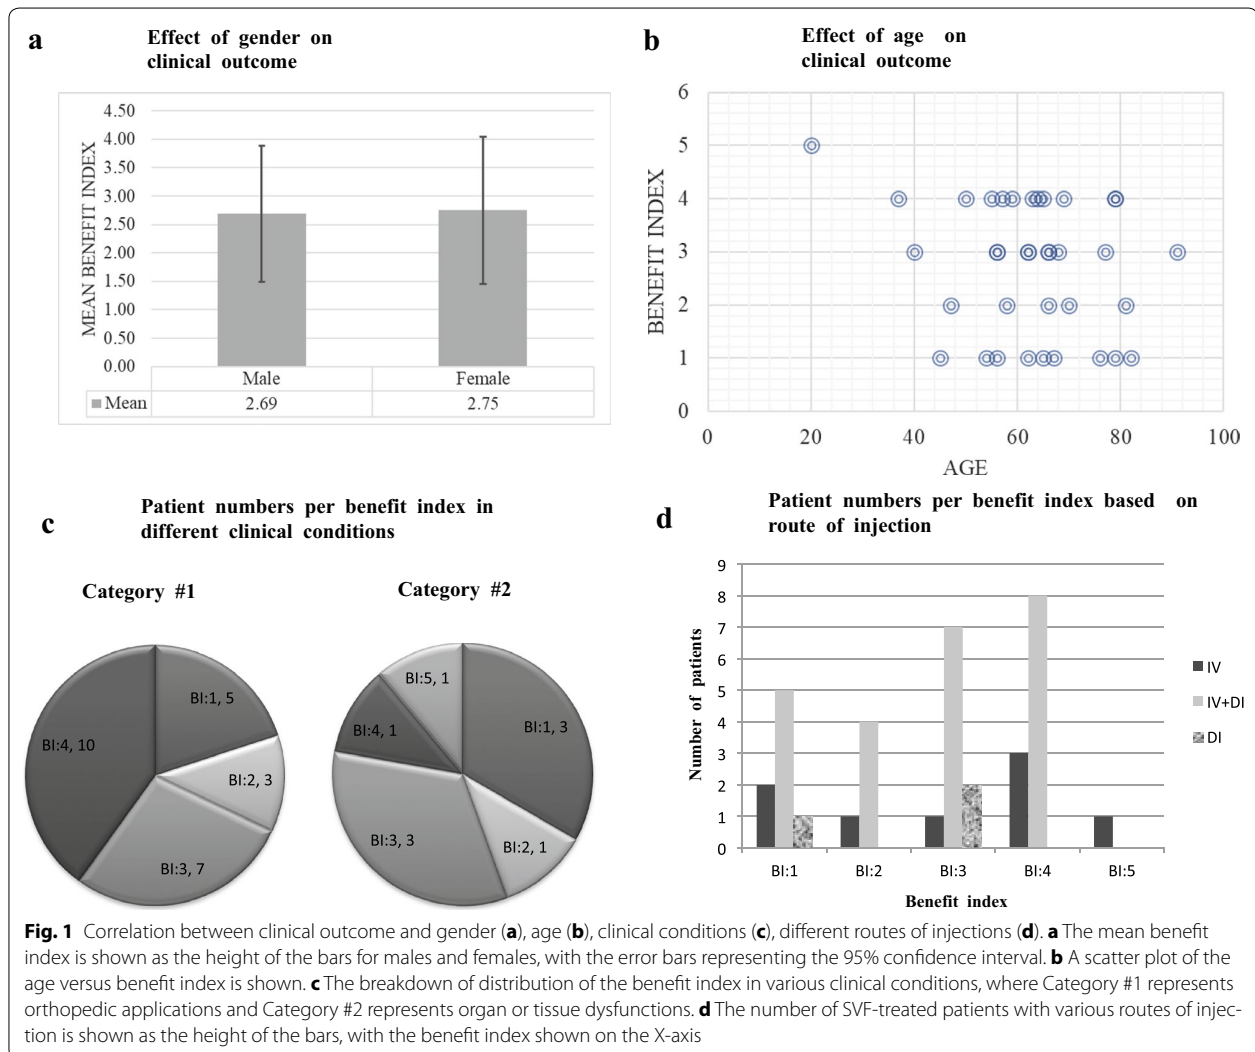 a
Effect of gender on
clinical outcome
MEAN BENEFIT INDEX
4.50
4.00
3.50
3.00
2.50
2.00
1.50
1.00
0.50
0.00
Male Female
Mean 2.69 2.75
b
Effect of age on
clinical outcome
BENEFIT INDEX
6
5
4
3
2
1
0
0 20 40 60 80 100
AGE
c
Patient numbers per benefit index in
different clinical conditions
Category #1
BI:1, 5
BI:2, 3
BI:3, 7
BI:4, 10
Category #2
BI:1, 3
BI:2, 1
BI:3, 3
BI:4, 1
BI:5, 1
d
Patient numbers per benefit index based on
route of injection
Number of patients
9
8
7
6
5
4
3
2
1
0
BI:1 BI:2 BI:3 BI:4 BI:5
Benefit index
IV
IV+DI
DI
Fig. 1 Correlation between clinical outcome and gender (a), age (b), clinical conditions (c), different routes of injections (d). a The mean benefit
index is shown as the height of the bars for males and females, with the error bars representing the 95% confidence interval. b A scatter plot of the
age versus benefit index is shown. c The breakdown of distribution of the benefit index in various clinical conditions, where Category #1 represents
orthopedic applications and Category #2 represents organ or tissue dysfunctions. d The number of SVF-treated patients with various routes of injec-
tion is shown as the height of the bars, with the benefit index shown on the X-axis